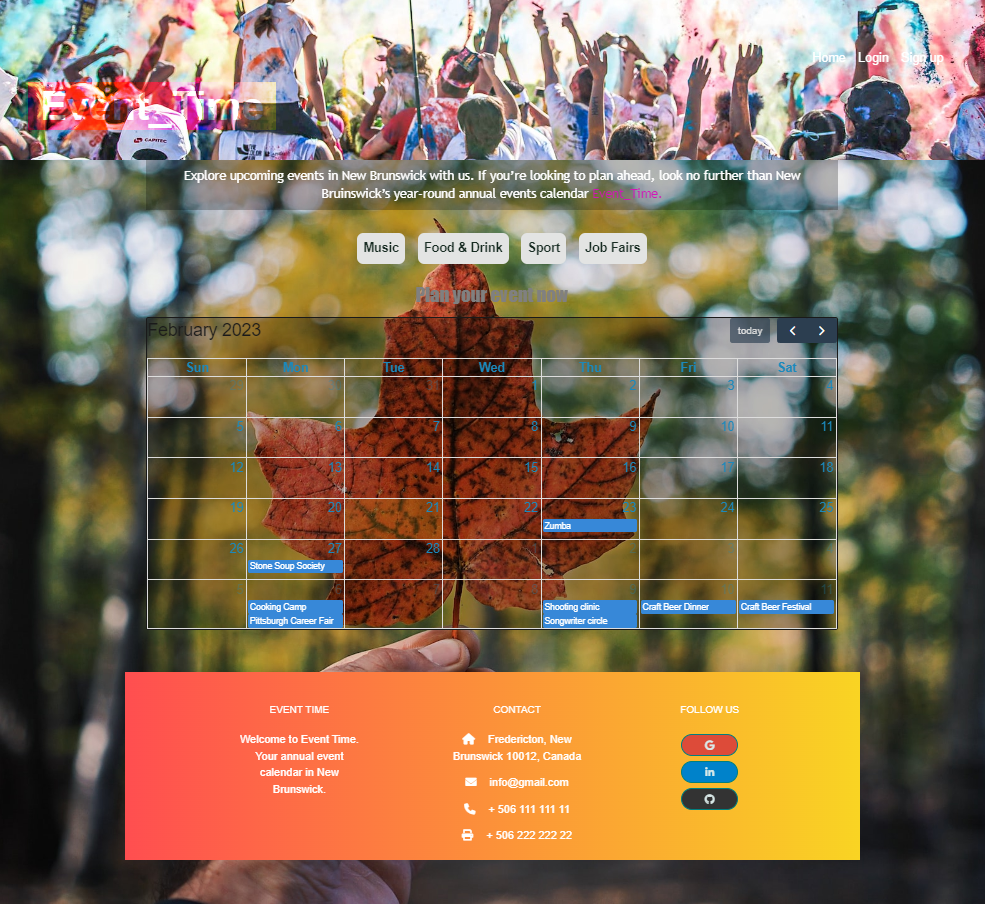 Home Login Sign up
Event_Time
CAPITEC
Explore upcoming events in New Brunswick with us. If you're looking to plan ahead, look no further than New
Bruinswick's year-round annual events calendar Event_Time.
Music Food & Drink Sport Job Fairs
Plan your event now
February 2023 today
Sun Mon Tue Wed Thu Fri Sat
2 3 4
5 6 7 8 9 10 11
12 13 14 15 16 17 18
19 20 21 22 23 24 25
Zumba
26 27 28
Stone Soup Society
11
Cooking Camp Shooting clinic Craft Beer Dinner Craft Beer Festival
Pittsburgh Career Fair Songwriter circle
EVENT TIME
Welcome to Event Time.
Your annual event
calendar in New
Brunswick.
CONTACT
Fredericton, New
Brunswick 10012, Canada
info@gmail.com
+ 506 111 111 11
+ 506 222 222 22
FOLLOW US
G
in